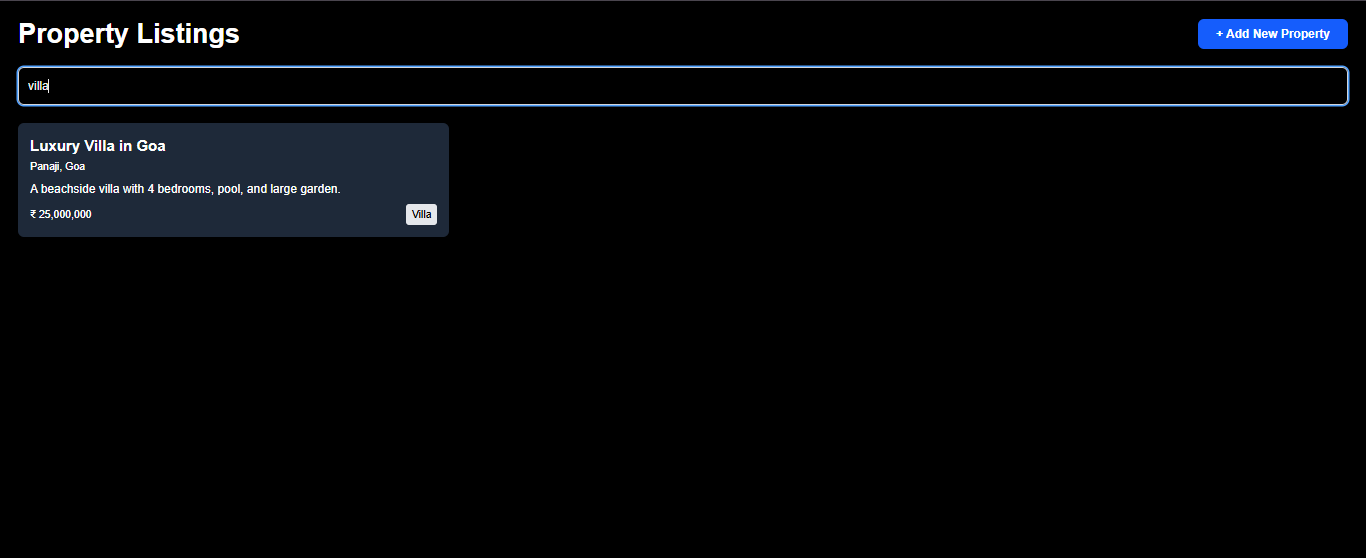 Property Listings
+ Add New Property
villa
Luxury Villa in Goa
Panaji, Goa
A beachside villa with 4 bedrooms, pool, and large garden.
₹ 25,000,000
Villa